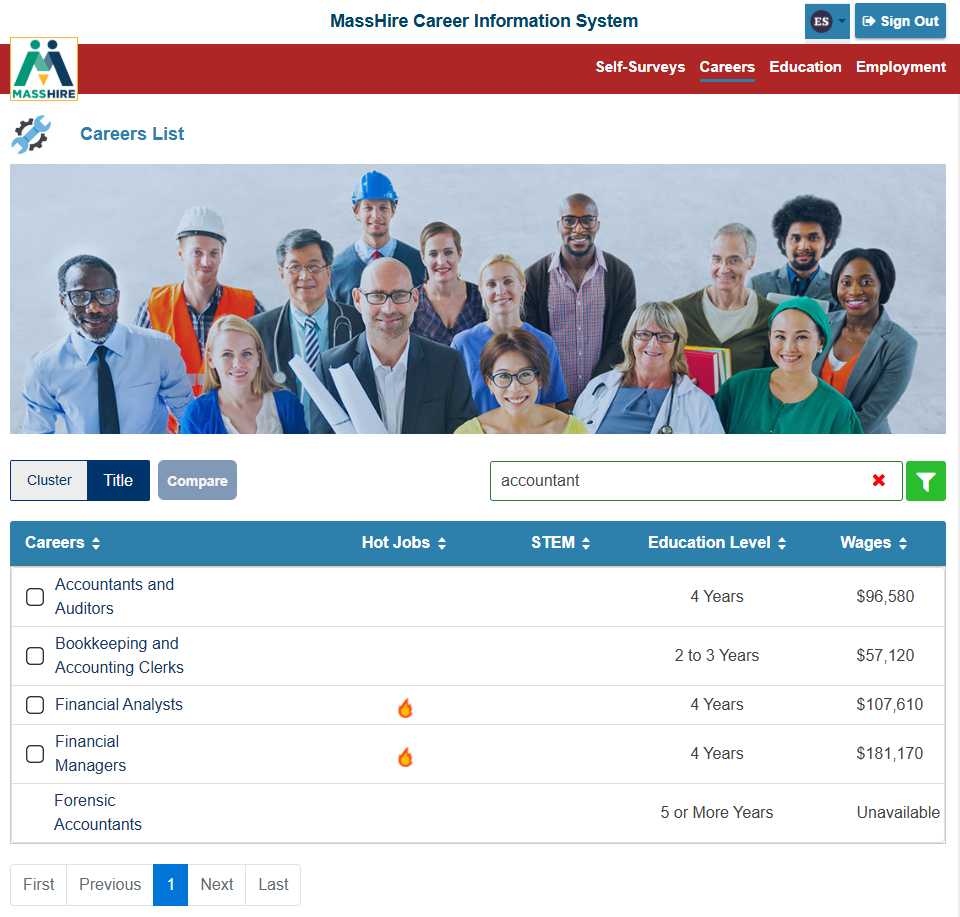 MassHire Career Information System
ES
Sign Out
MASSHIRE
Self-Surveys Careers Education Employment
Careers List
Cluster Title Compare
accountant
Careers Hot Jobs STEM Education Level Wages
Accountants and
Auditors
4 Years
$96,580
Bookkeeping and
Accounting Clerks
2 to 3 Years
$57,120
Financial Analysts
4 Years
$107,610
Financial
Managers
4 Years
$181,170
Forensic
Accountants
5 or More Years
Unavailable
First Previous 1 Next Last